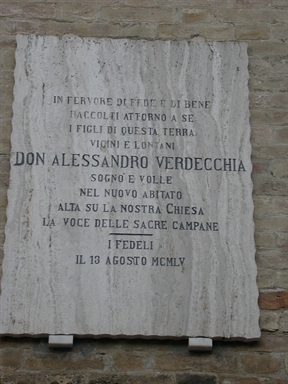 IN FERVORE DI FEDE E DI BENE
RACCOLTI ATTORNO A SÉ
I FIGLI DI QUESTA TERRA
VICINI E LONTANI
DON ALESSANDRO VERDECCHIA
SOGNÒ E VOLLE
NEL NUOVO ABITATO
ALTA SU LA NOSTRA CHIESA
LA VOCE DELLE SACRE CAMPANE
I FEDELI
IL 13 AGOSTO MCMLV